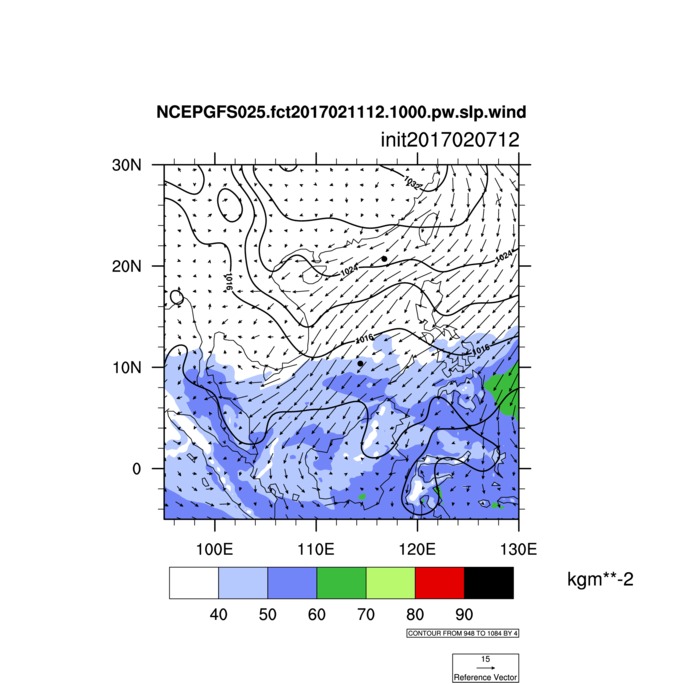 NCEPGFS025.fct2017021112.1000.pw.slp.wind
init2017020712
30N
1032
20N
1024
1024
1016
1016
1016
10N
0
100E 110E 120E 130E
kgm**-2
40 50 60 70 80 90
CONTOUR FROM 948 TO 1084 BY 4
15
Reference Vector